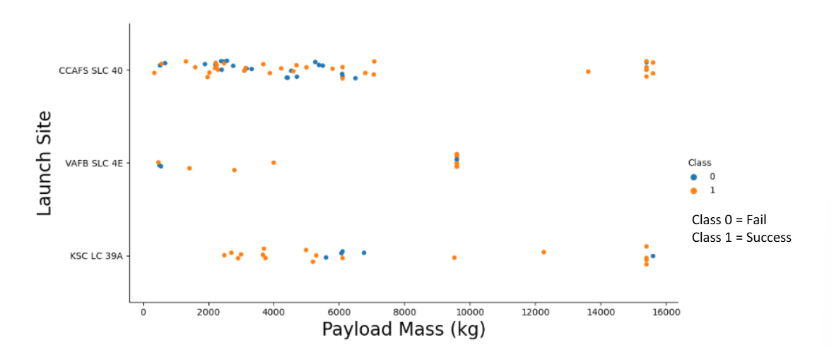 Launch Site
CCAFS SLC 40
VAFB SLC 4E
KSC LC 39A
0
2000
4000
6000
8000
10000
12000
14000
16000
Payload Mass (kg)
Class
0
1
Class 0 = Fail
Class 1 = Success